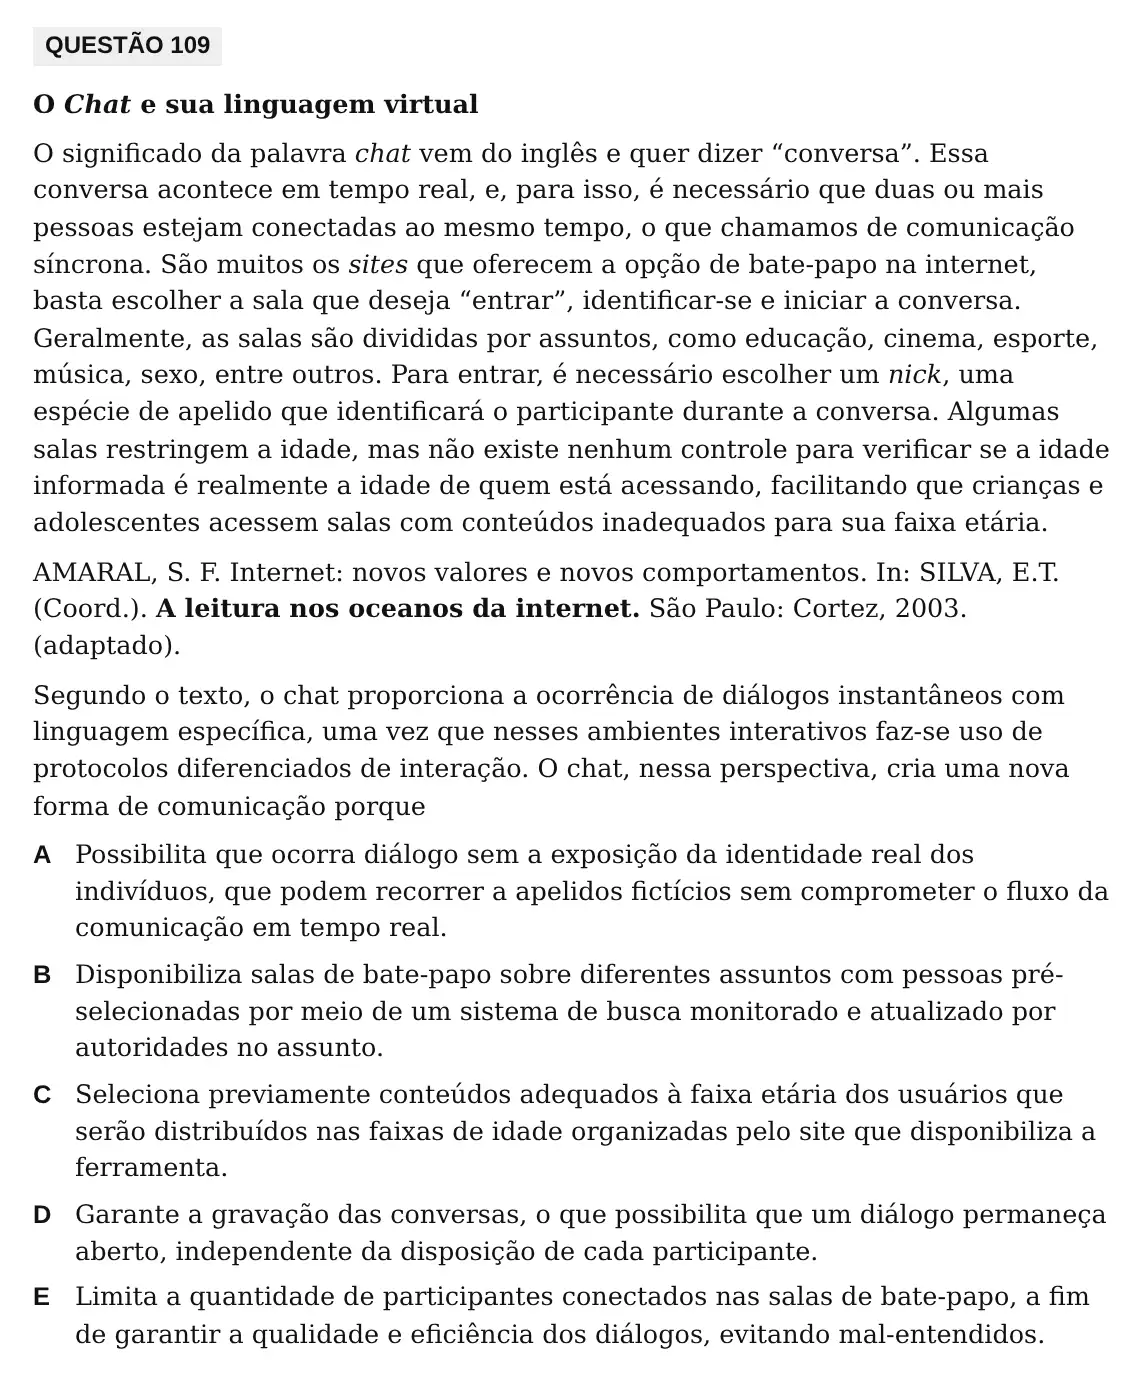 QUESTÃO 109
O Chat e sua linguagem virtual
O significado da palavra chat vem do inglês e quer dizer “conversa”. Essa
conversa acontece em tempo real, e, para isso, é necessário que duas ou mais
pessoas estejam conectadas ao mesmo tempo, o que chamamos de comunicação
síncrona. São muitos os sites que oferecem a opção de bate-papo na internet,
basta escolher a sala que deseja “entrar”, identificar-se e iniciar a conversa.
Geralmente, as salas são divididas por assuntos, como educação, cinema, esporte,
música, sexo, entre outros. Para entrar, é necessário escolher um nick, uma
espécie de apelido que identificará o participante durante a conversa. Algumas
salas restringem a idade, mas não existe nenhum controle para verificar se a idade
informada é realmente a idade de quem está acessando, facilitando que crianças e
adolescentes acessem salas com conteúdos inadequados para sua faixa etária.
AMARAL, S. F. Internet: novos valores e novos comportamentos. In: SILVA, E.T.
(Coord.). A leitura nos oceanos da internet. São Paulo: Cortez, 2003.
(adaptado).
Segundo o texto, o chat proporciona a ocorrência de diálogos instantâneos com
linguagem específica, uma vez que nesses ambientes interativos faz-se uso de
protocolos diferenciados de interação. O chat, nessa perspectiva, cria uma nova
forma de comunicação porque
A Possibilita que ocorra diálogo sem a exposição da identidade real dos
indivíduos, que podem recorrer a apelidos fictícios sem comprometer o fluxo da
comunicação em tempo real.
B Disponibiliza salas de bate-papo sobre diferentes assuntos com pessoas pré-
selecionadas por meio de um sistema de busca monitorado e atualizado por
autoridades no assunto.
C Seleciona previamente conteúdos adequados à faixa etária dos usuários que
serão distribuídos nas faixas de idade organizadas pelo site que disponibiliza a
ferramenta.
D Garante a gravação das conversas, o que possibilita que um diálogo permaneça
aberto, independente da disposição de cada participante.
E Limita a quantidade de participantes conectados nas salas de bate-papo, a fim
de garantir a qualidade e eficiência dos diálogos, evitando mal-entendidos.